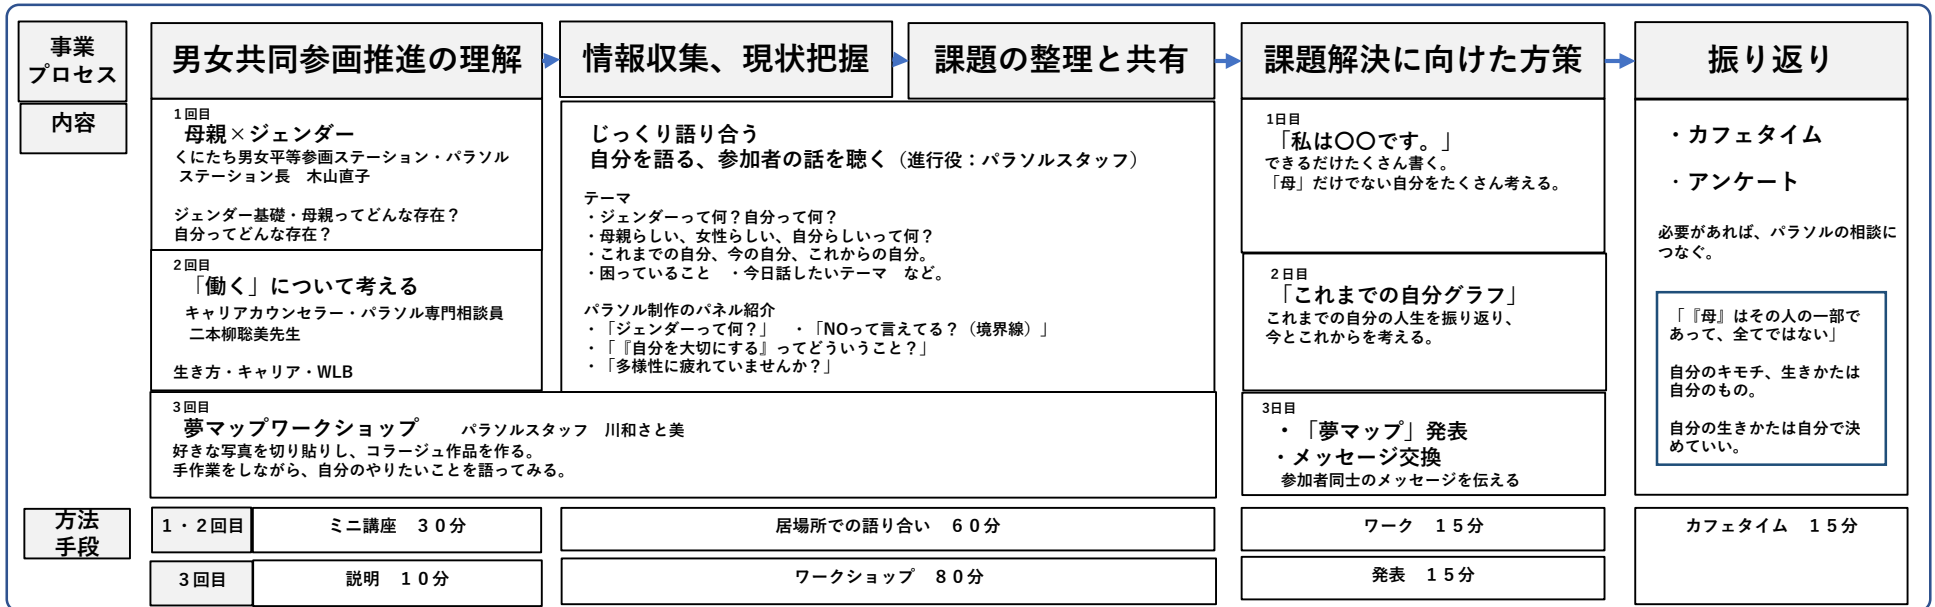 事業
プロセス
男女共同参画推進の理解
情報収集、現状把握
課題の整理と共有
課題解決に向けた方策
振り返り
内容
1回目
母親×ジェンダー
くにたち男女平等参画ステーション・パラソル
ステーション長　木山直子
ジェンダー基礎・母親ってどんな存在？
自分ってどんな存在？
2回目
「働く」について考える
キャリアカウンセラー・パラソル専門相談員
二本柳聡美先生
生き方・キャリア・WLB
じっくり語り合う
自分を語る、参加者の話を聴く（進行役：パラソルスタッフ）
テーマ
・ジェンダーって何？自分って何？
・母親らしい、女性らしい、自分らしいって何？
・これまでの自分、今の自分、これからの自分。
・困っていること　・今日話したいテーマ　など。
パラソル制作のパネル紹介
・「ジェンダーって何？」　・「NOって言えてる？（境界線）」
・「『自分を大切にする』ってどういうこと？」
・「多様性に疲れていませんか？」
3回目
夢マップワークショップ　パラソルスタッフ　川和さと美
好きな写真を切り貼りし、コラージュ作品を作る。
手作業をしながら、自分のやりたいことを語ってみる。
1日目
「私は〇〇です。」
できるだけたくさん書く。
「母」だけでない自分をたくさん考える。
2日目
「これまでの自分グラフ」
これまでの自分の人生を振り返り、
今とこれからを考える。
3日目
・「夢マップ」発表
・メッセージ交換
参加者同士のメッセージを伝える
・カフェタイム
・アンケート
必要があれば、パラソルの相談に
つなぐ。
「『母』はその人の一部で
あって、全てではない」
自分のキモチ、生きかたは
自分のもの。
自分の生きかたは自分で決
めていい。
方法
手段
1・2回目
ミニ講座　30分
居場所での語り合い　60分
ワーク　15分
カフェタイム　15分
3回目
説明　10分
ワークショップ　80分
発表　15分